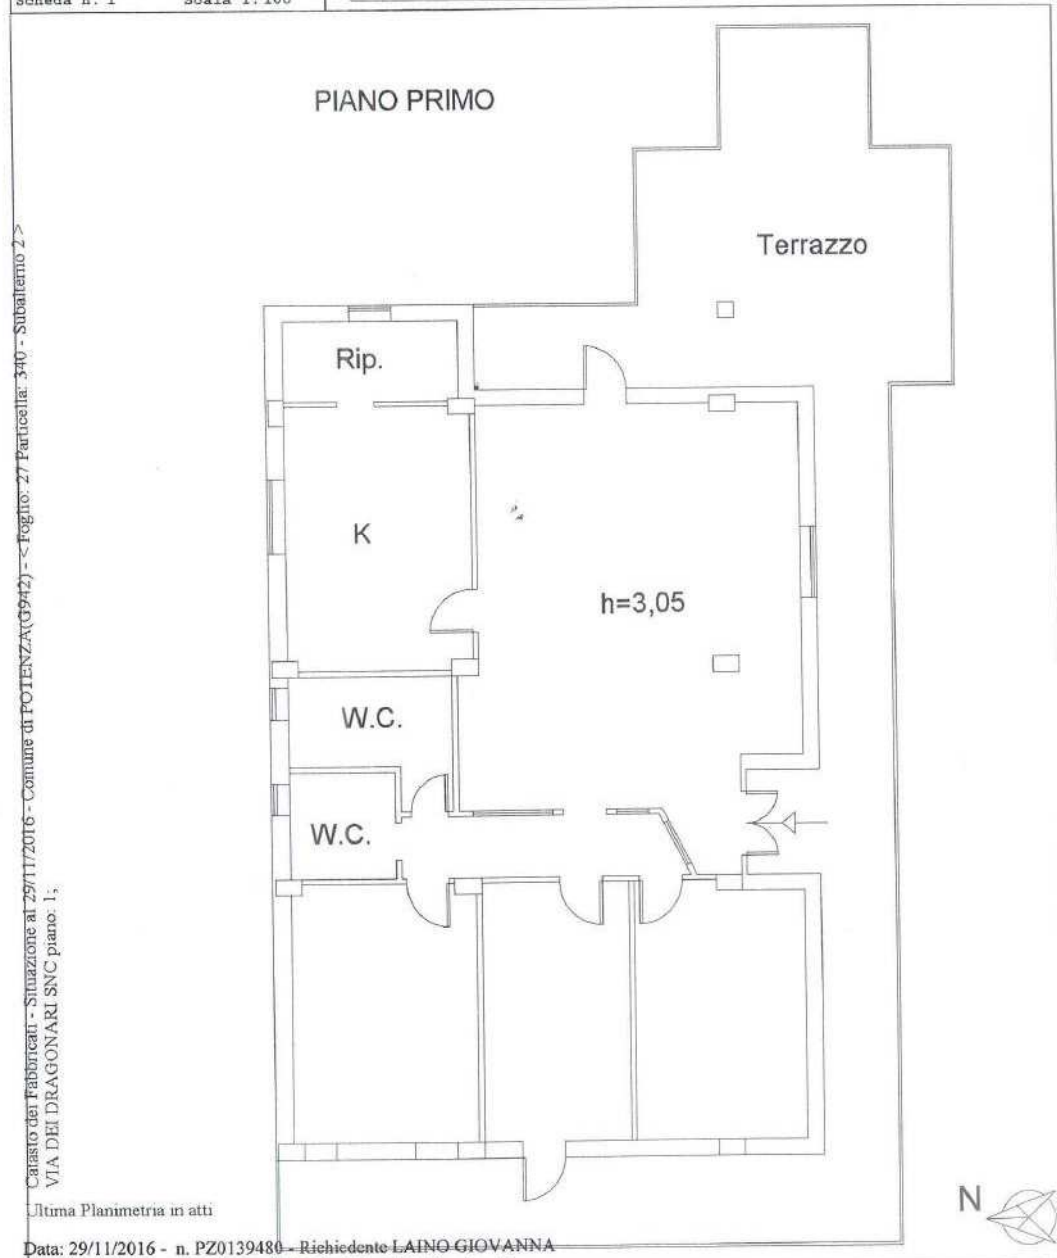 Scheda n. 1 Scala 1:100
PIANO PRIMO
Terrazzo
Rip.
K
h=3,05
W.C.
W.C.
N
Catasto dei Fabbricati - Situazione al 29/11/2016 - Comune di POTENZA(G942) - < Foglio: 27 Particella: 340 - Subalterno 2 >
VIA DEI DRAGONARI SNC piano: 1;
Ultima Planimetria in atti
Data: 29/11/2016 - n. PZ0139480 - Richiedente LAINO GIOVANNA